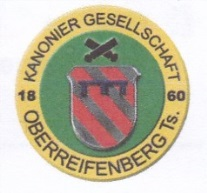 KANONIER GESELLSCHAFT
18 60
OBERREIFENBERG Ts.